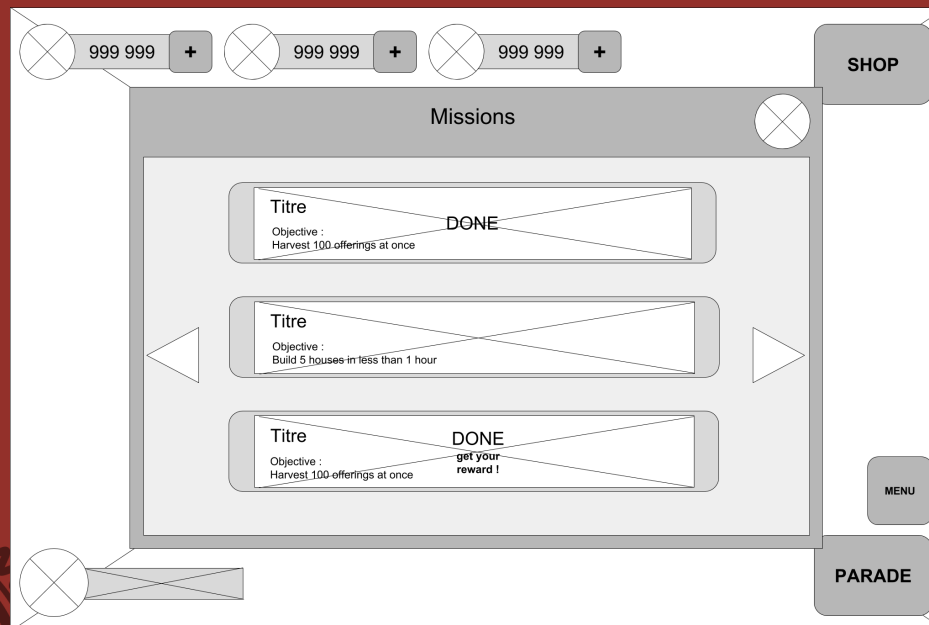 999 999 +
999 999 +
999 999 +
SHOP
Missions
Titre
DONE
Objective :
Harvest 100 offerings at once
Titre
Objective :
Build 5 houses in less than 1 hour
Titre
DONE
get your
reward !
Objective :
Harvest 100 offerings at once
MENU
PARADE